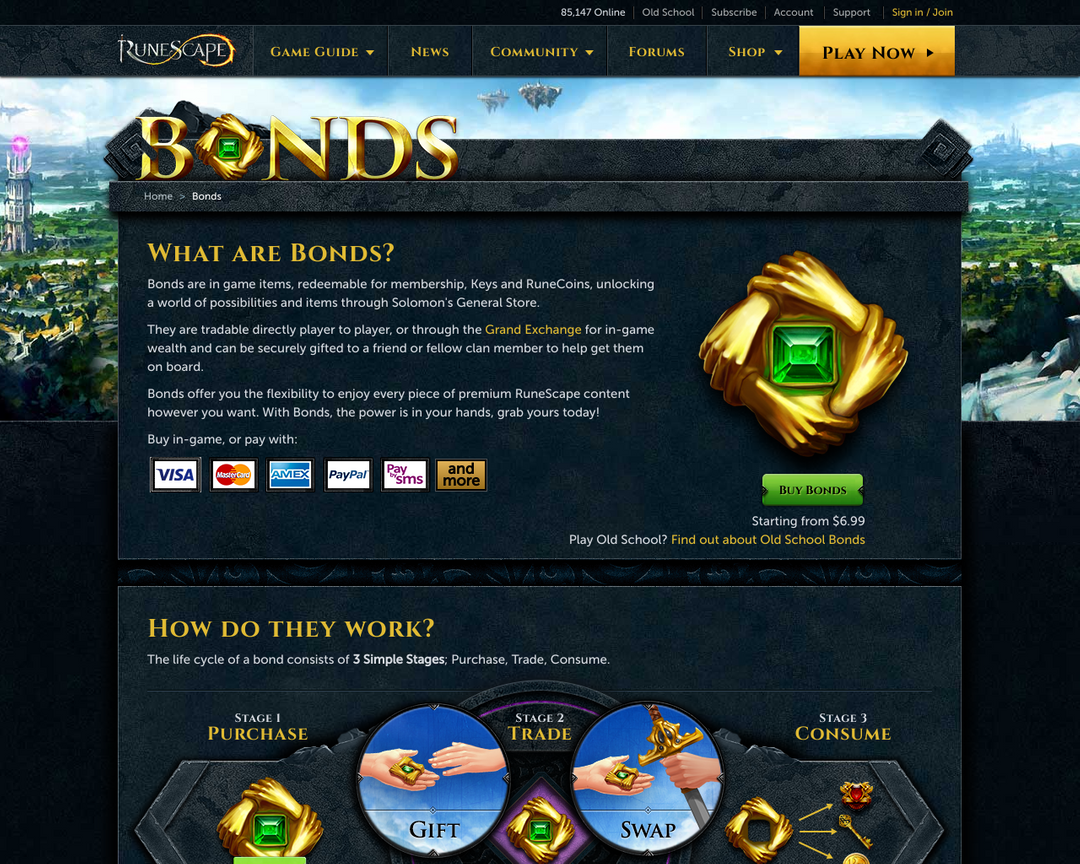 85,147 Online Old School Subscribe Account Support Sign in / Join
RUNESCAPE GAME GUIDE NEWS COMMUNITY FORUMS SHOP PLAY NOW
BONDS
Home > Bonds
WHAT ARE BONDS?
Bonds are in game items, redeemable for membership, Keys and RuneCoins, unlocking
a world of possibilities and items through Solomon's General Store.
They are tradable directly player to player, or through the Grand Exchange for in-game
wealth and can be securely gifted to a friend or fellow clan member to help get them
on board.
Bonds offer you the flexibility to enjoy every piece of premium RuneScape content
however you want. With Bonds, the power is in your hands, grab yours today!
Buy in-game, or pay with:
VISA MasterCard AMEX PayPal Pay by sms and more
BUY BONDS
Starting from $6.99
Play Old School? Find out about Old School Bonds
HOW DO THEY WORK?
The life cycle of a bond consists of 3 Simple Stages; Purchase, Trade, Consume.
STAGE 1
PURCHASE
STAGE 2
TRADE
STAGE 3
CONSUME
GIFT
SWAP